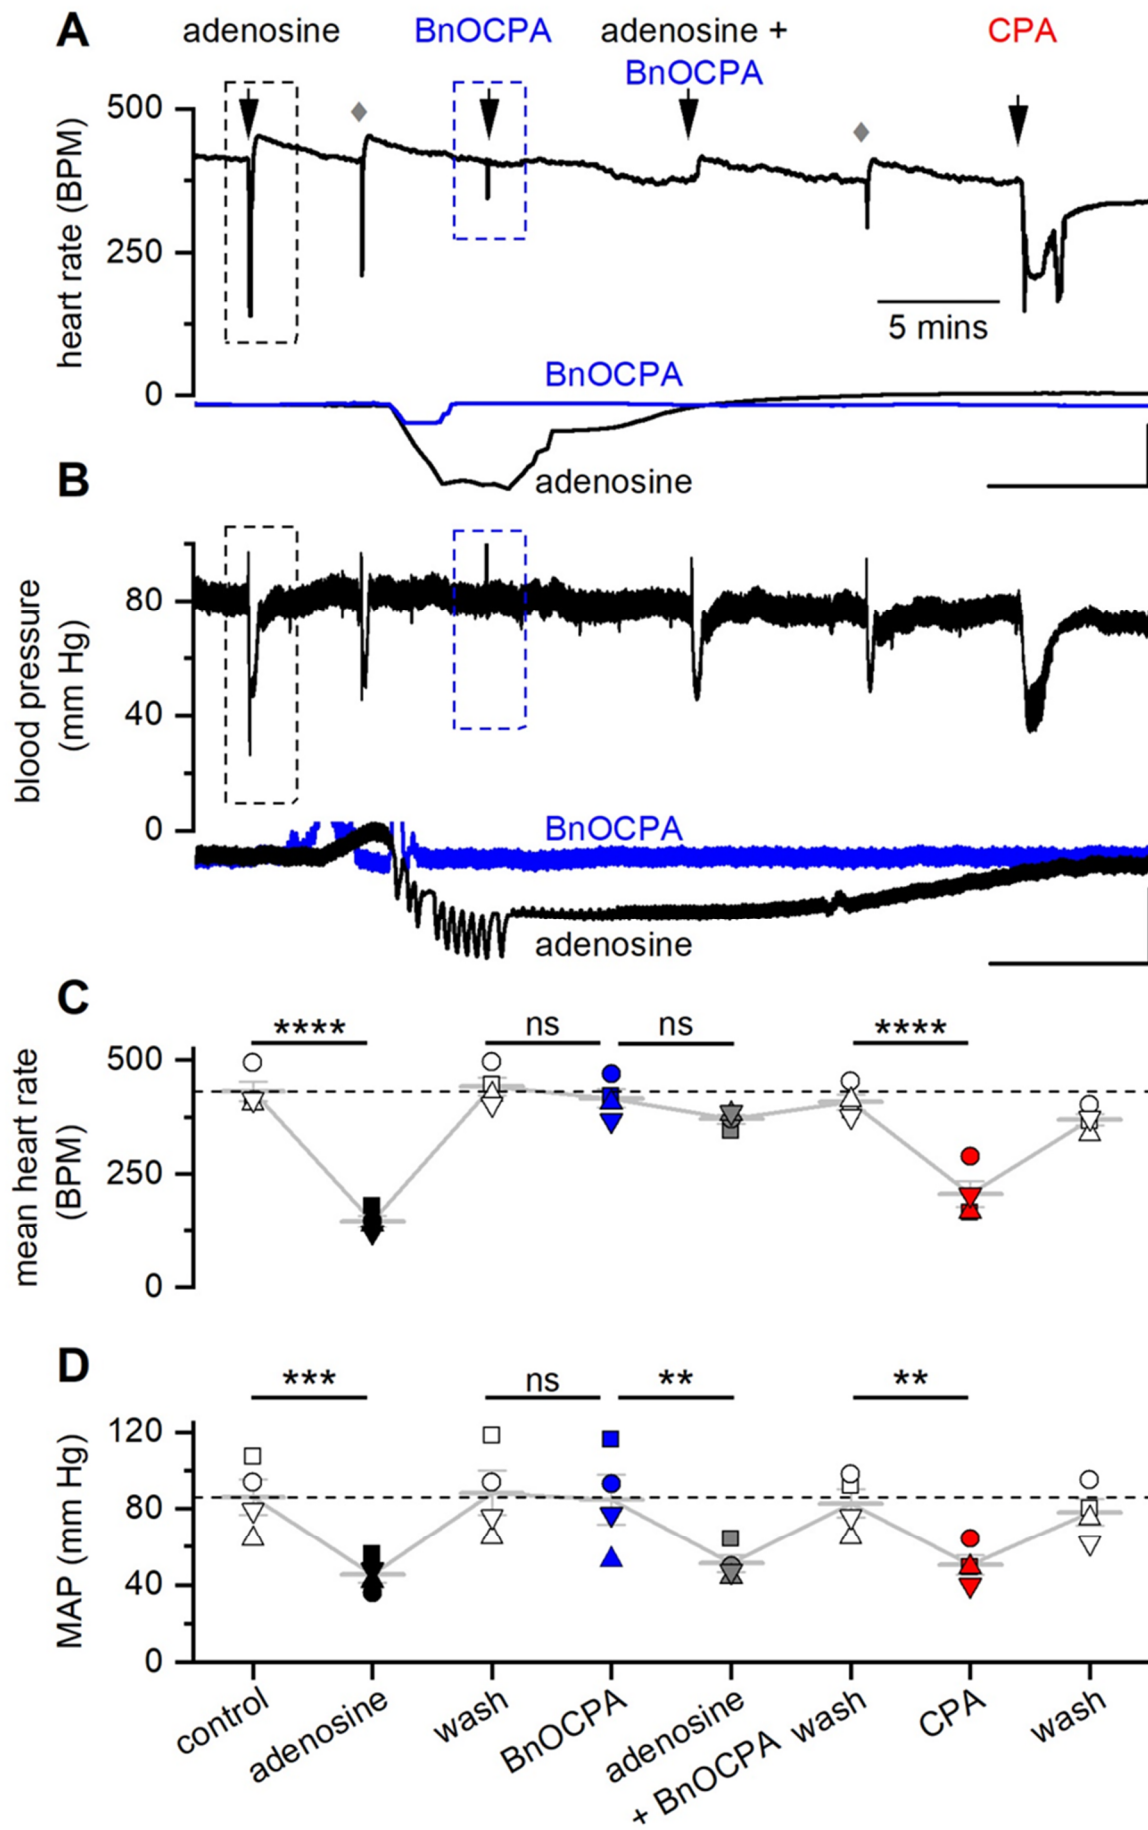 A
adenosine
BnOCPA
adenosine +
BnOCPA
CPA
heart rate (BPM)
500
250
0
5 mins
BnOCPA
adenosine
B
blood pressure
(mm Hg)
80
40
0
BnOCPA
adenosine
C
mean heart rate
(BPM)
500
250
0
****
ns
ns
****
D
MAP (mm Hg)
120
80
40
0
***
ns
**
**
control
adenosine
wash
BnOCPA
adenosine
+ BnOCPA
wash
CPA
wash